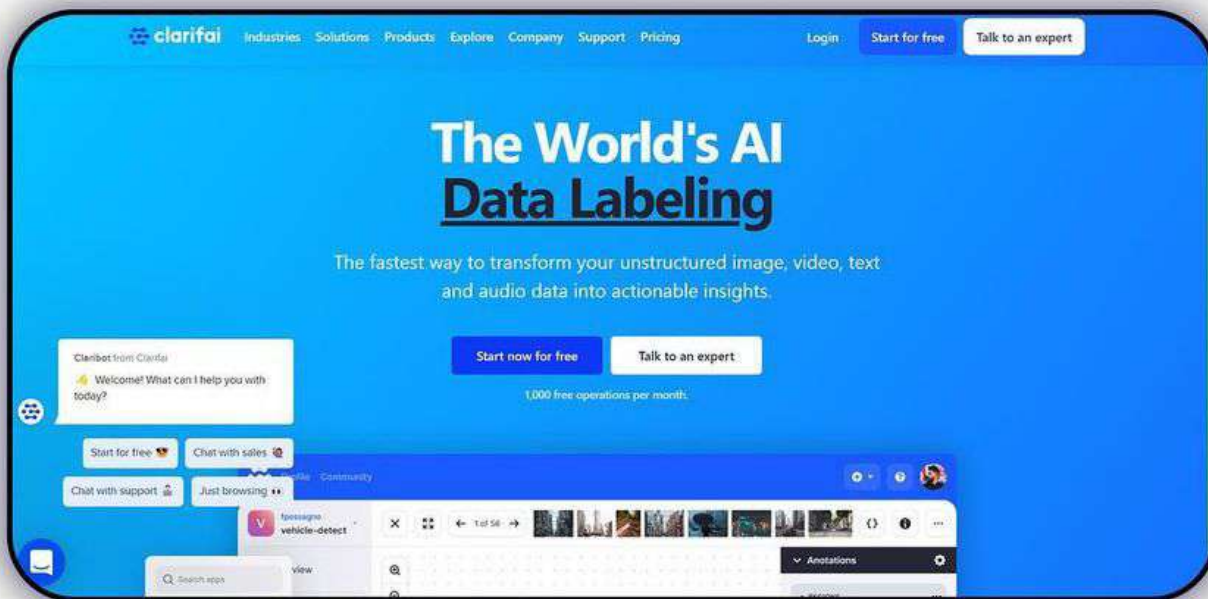 clarifai Industries Solutions Products Explore Company Support Pricing Login Start for free Talk to an expert
The World's AI
Data Labeling
The fastest way to transform your unstructured image, video, text
and audio data into actionable insights.
Start now for free Talk to an expert
1,000 free operations per month.
Claribot from Clarifai
Welcome! What can I help you with
today?
Start for free Chat with sales
Chat with support Just browsing
Community
V fpessagno
vehicle-detect
1 of 56
view
Anotations
Search apps